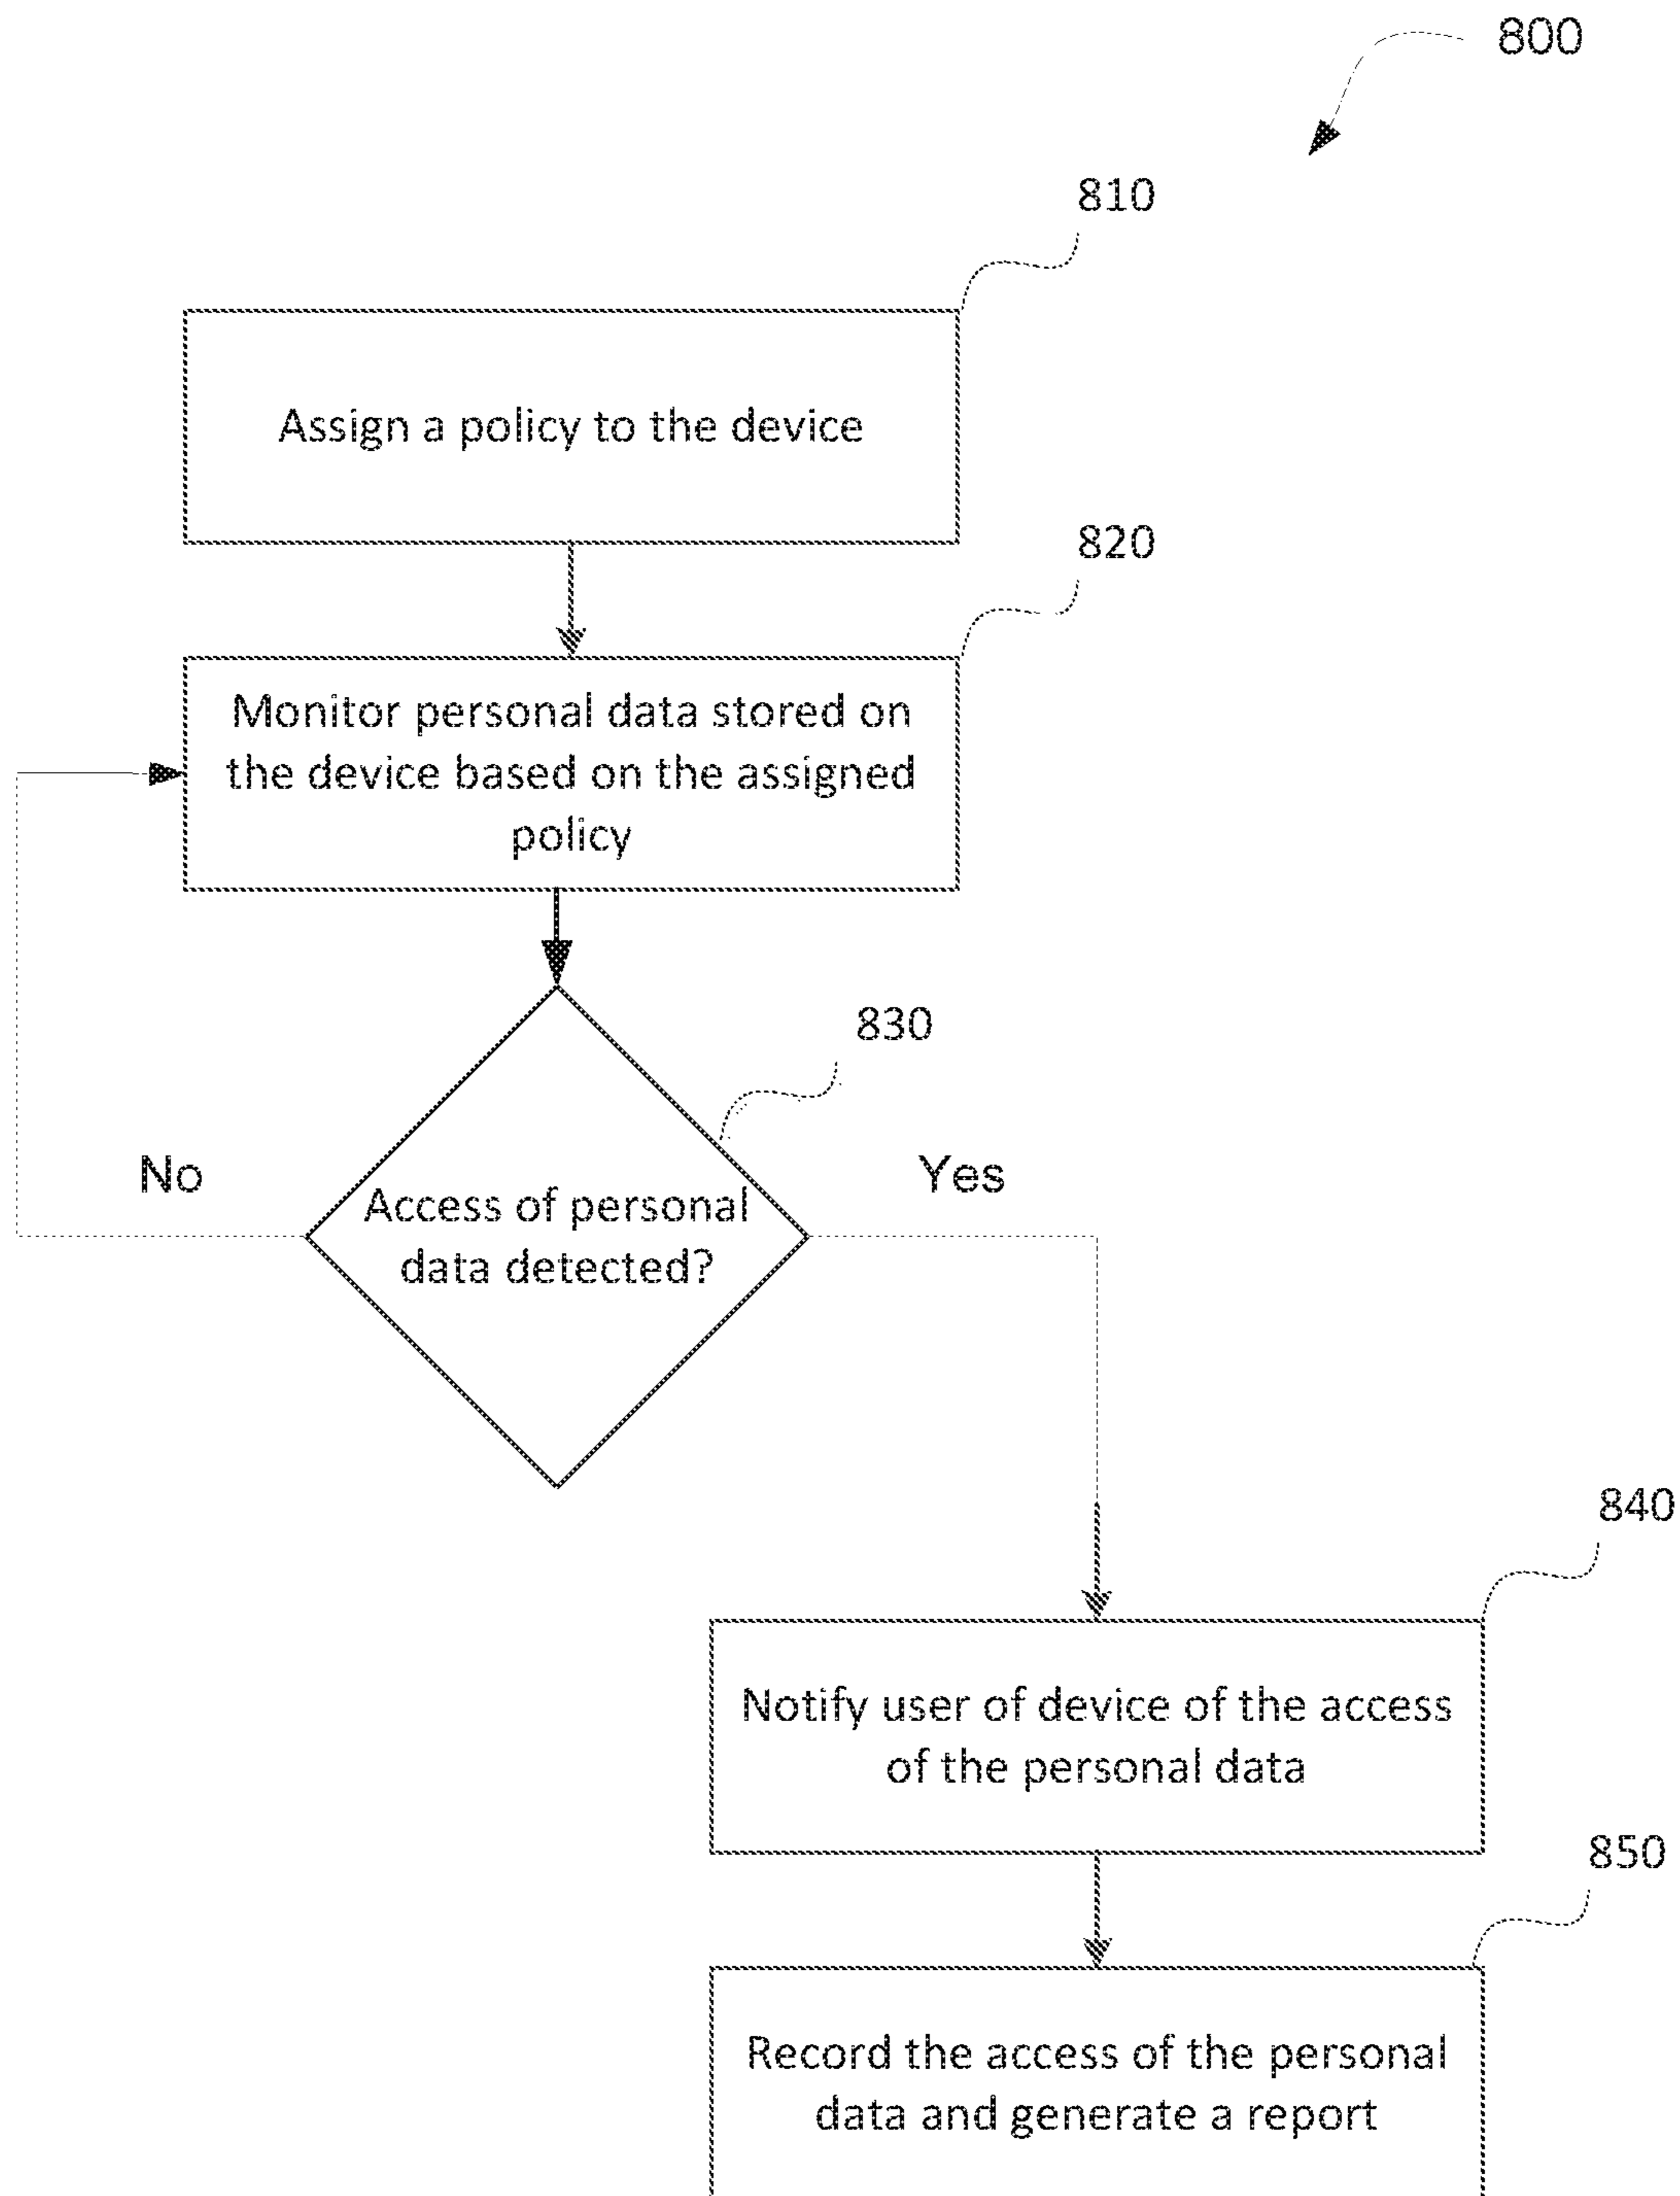 800
810
Assign a policy to the device
820
Monitor personal data stored on
the device based on the assigned
policy
830
No
Yes
Access of personal
data detected?
840
Notify user of device of the access
of the personal data
850
Record the access of the personal
data and generate a report